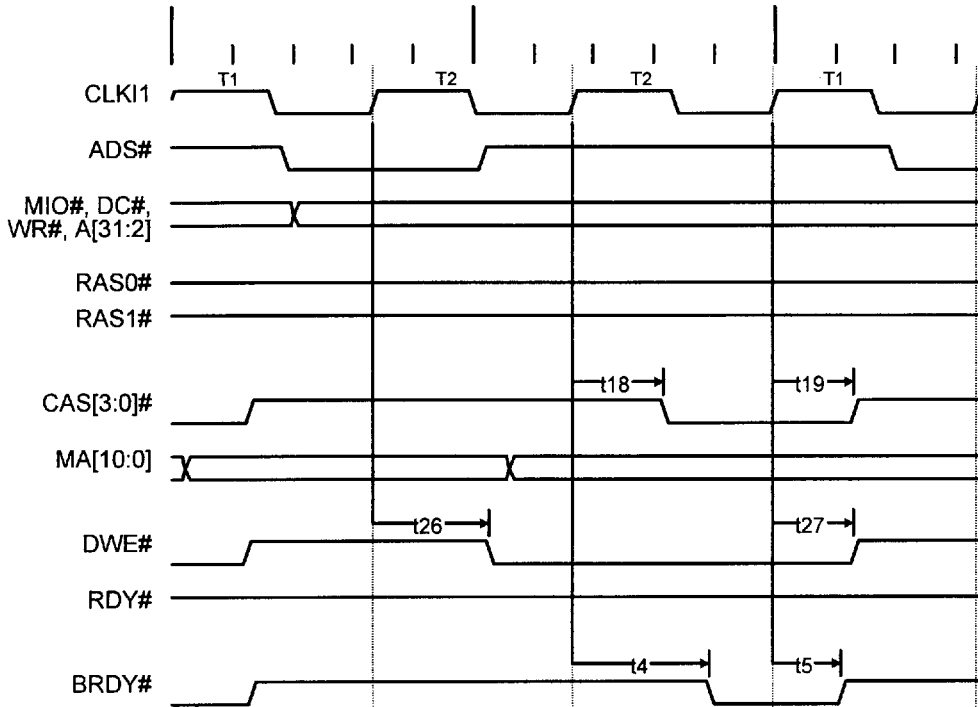 T1 T2 T2 T1
CLKI1
ADS#
MIO#, DC#,
WR#, A[31:2]
RAS0#
RAS1#
t18 t19
CAS[3:0]#
MA[10:0]
t26 t27
DWE#
RDY#
t4 t5
BRDY#